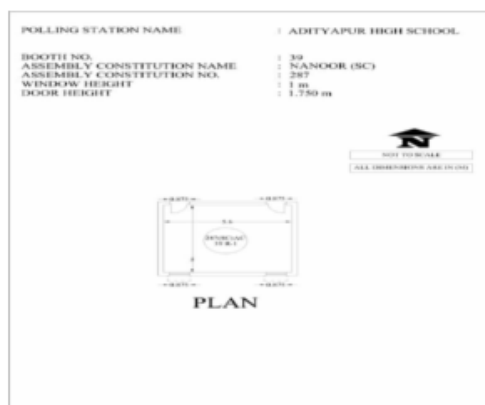 POLLING STATION NAME : ADITYAPUR HIGH SCHOOL
BOOTH NO. : 39
ASSEMBLY CONSTITUTION NAME : NANOOR (SC)
ASSEMBLY CONSTITUTION NO. : 287
WINDOW HEIGHT : 1 m
DOOR HEIGHT : 1.750 m
N
NOT TO SCALE
ALL DIMENSIONS ARE IN (M)
PLAN